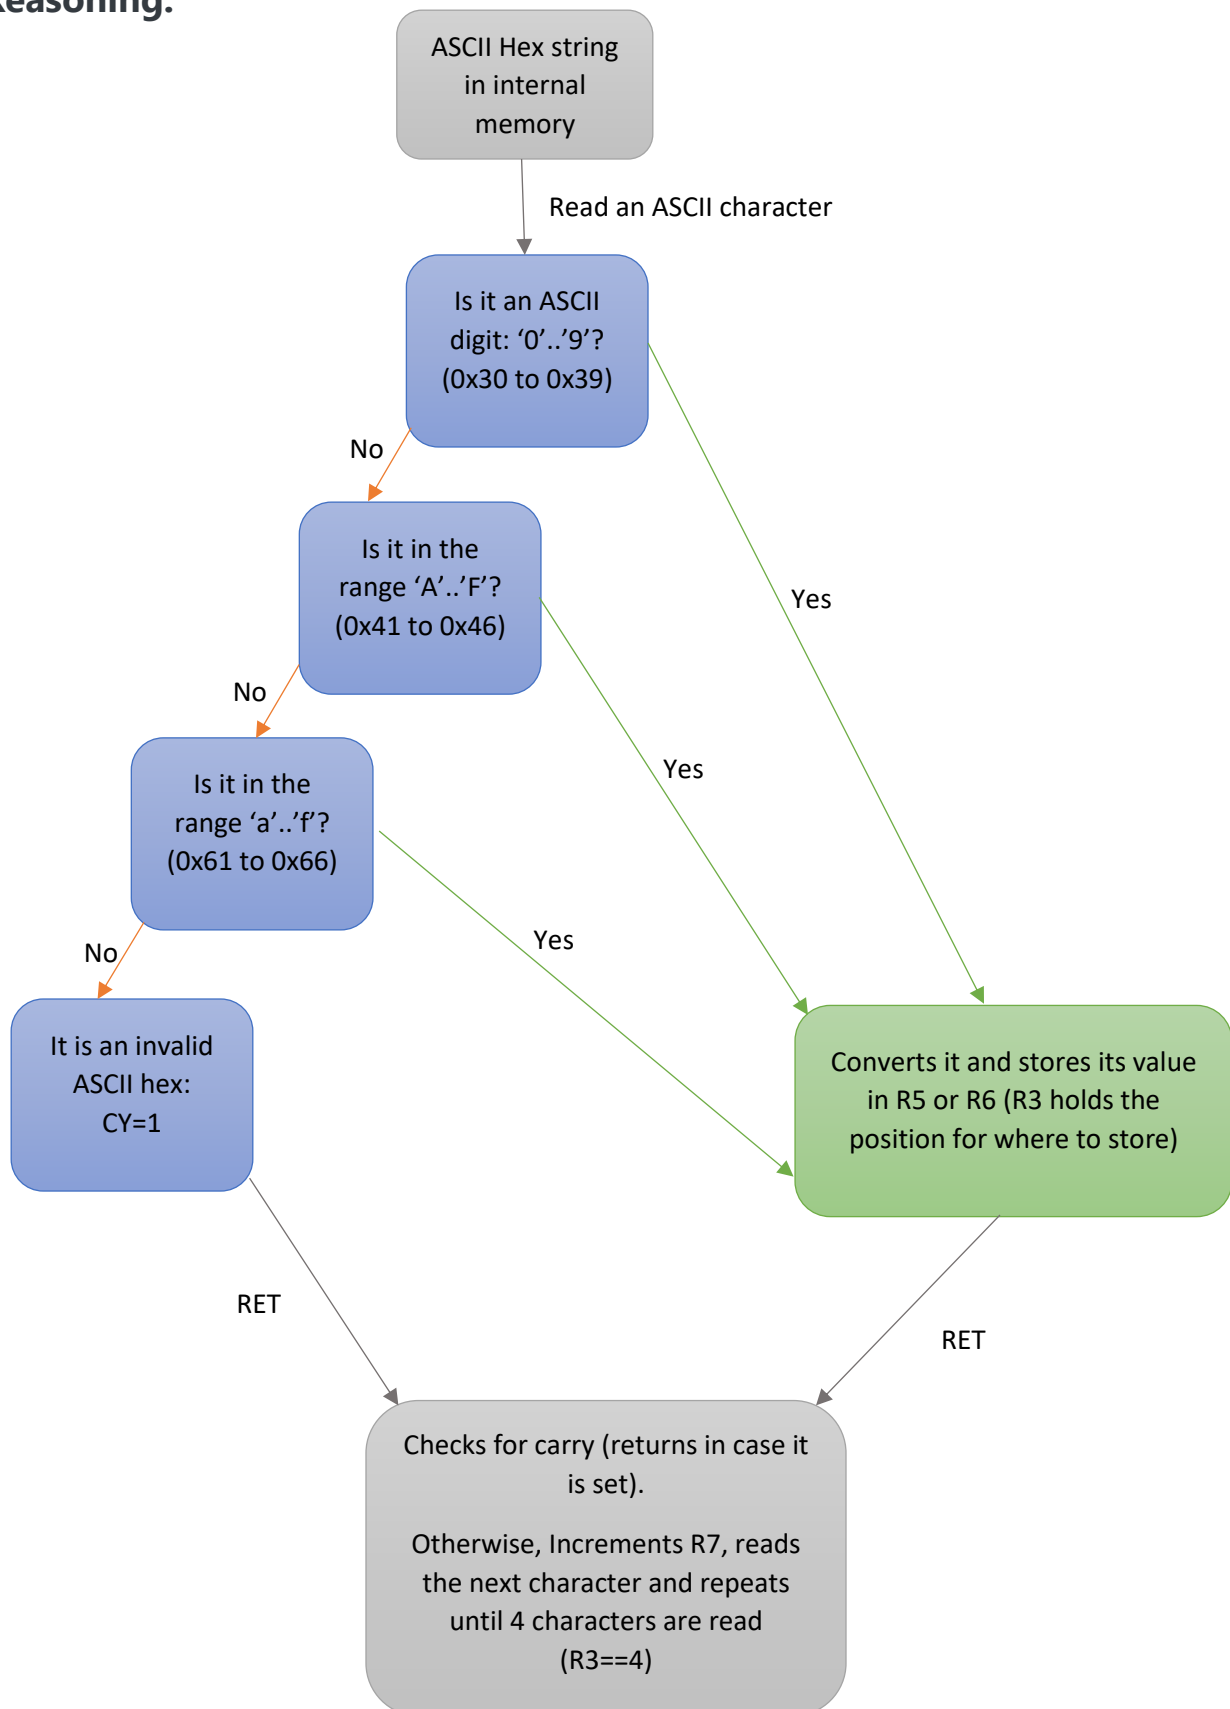 Reasoning:
ASCII Hex string
in internal
memory
Read an ASCII character
Is it an ASCII
digit: ‘0’..’9’?
(0x30 to 0x39)
No
Is it in the
range ‘A’..’F’?
(0x41 to 0x46)
Yes
No
Yes
Is it in the
range ‘a’..’f’?
(0x61 to 0x66)
Yes
No
It is an invalid
ASCII hex:
CY=1
Converts it and stores its value
in R5 or R6 (R3 holds the
position for where to store)
RET
RET
Checks for carry (returns in case it
is set).
Otherwise, Increments R7, reads
the next character and repeats
until 4 characters are read
(R3==4)